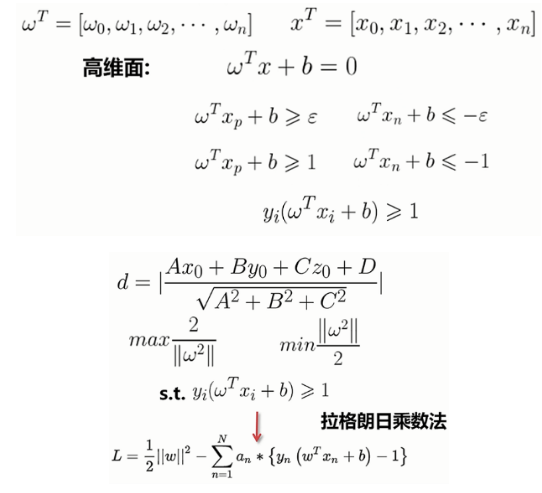 ω^T = [ω_0, ω_1, ω_2, ⋯ , ω_n]   x^T = [x_0, x_1, x_2, ⋯ , x_n]
高维面:   ω^T x + b = 0
ω^T x_p + b ⩾ ε   ω^T x_n + b ⩽ −ε
ω^T x_p + b ⩾ 1   ω^T x_n + b ⩽ −1
y_i(ω^T x_i + b) ⩾ 1
d = |(Ax_0 + By_0 + Cz_0 + D)/√(A^2 + B^2 + C^2)|
max 2/‖ω^2‖   min ‖ω^2‖/2
s.t. y_i(ω^T x_i + b) ⩾ 1
拉格朗日乘数法
L = 1/2||w||^2 − ∑_{n=1}^{N} a_n * {y_n (w^T x_n + b) − 1}